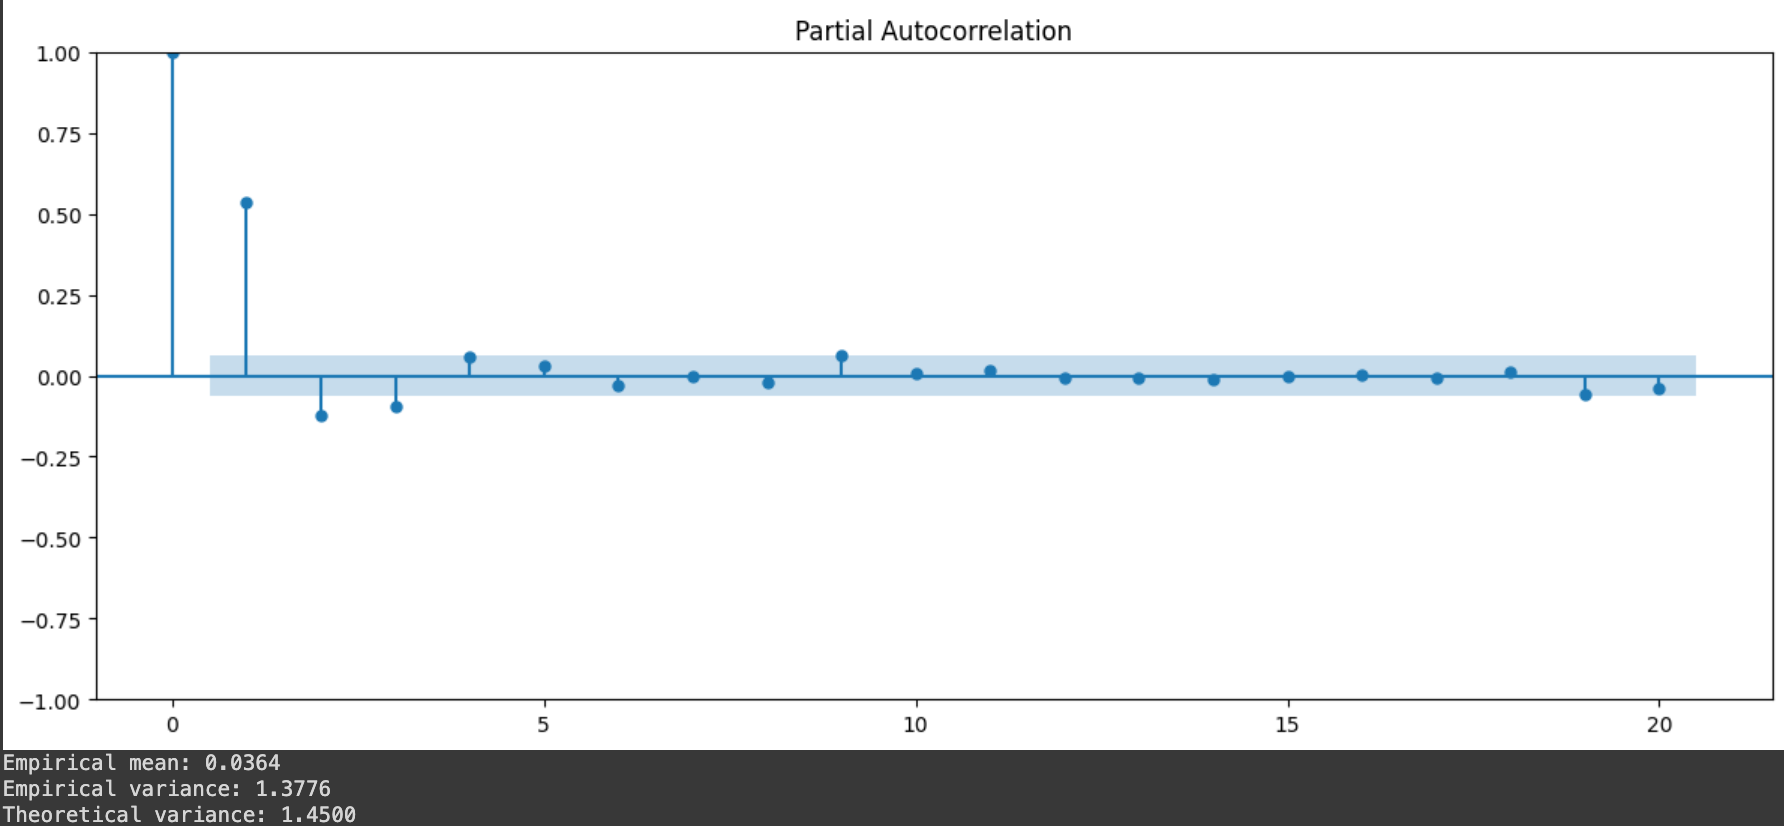 Partial Autocorrelation
1.00
0.75
0.50
0.25
0.00
−0.25
−0.50
−0.75
−1.00
0 5 10 15 20
Empirical mean: 0.0364
Empirical variance: 1.3776
Theoretical variance: 1.4500